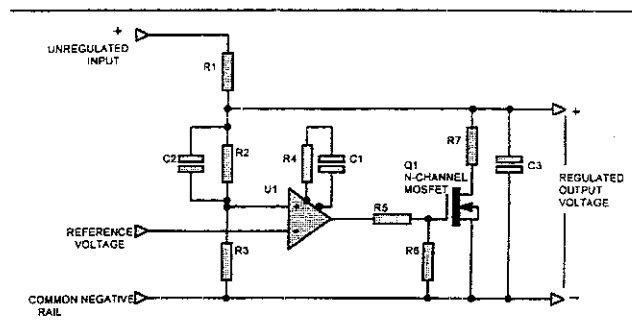 +
UNREGULATED
INPUT
R1
+
C2
R2
R4
C1
R7
Q1
N-CHANNEL
MOSFET
C3
REGULATED
OUTPUT
VOLTAGE
U1
+
R5
REFERENCE
VOLTAGE
-
R3
R6
COMMON NEGATIVE
RAIL
-